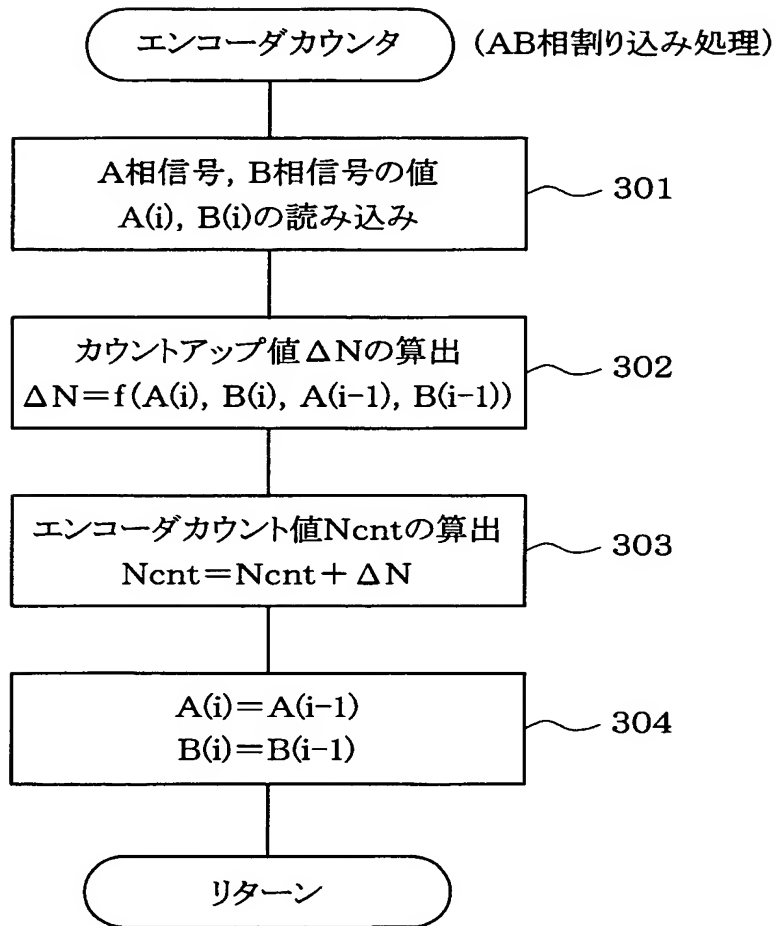 エンコーダカウンタ (AB相割り込み処理)
A相信号, B相信号の値
A(i), B(i)の読み込み
301
カウントアップ値ΔNの算出
ΔN=f(A(i), B(i), A(i-1), B(i-1))
302
エンコーダカウント値Ncntの算出
Ncnt=Ncnt+ΔN
303
A(i)=A(i-1)
B(i)=B(i-1)
304
リターン